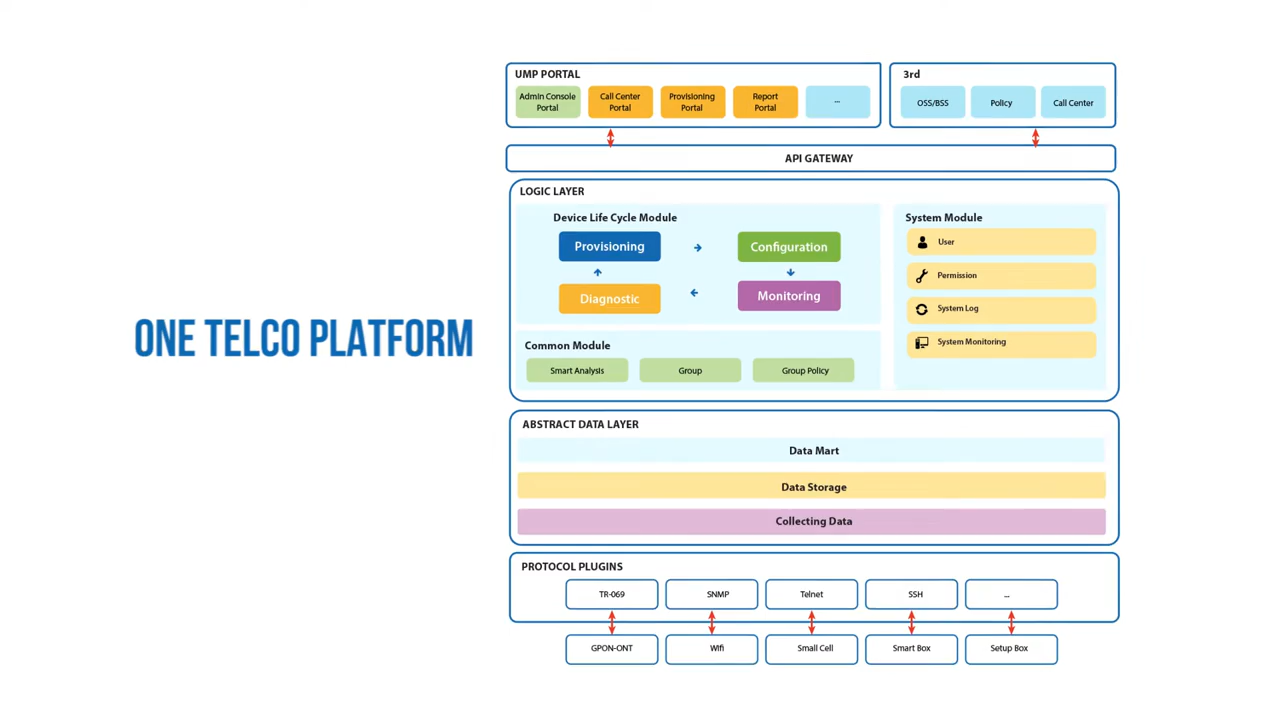 ONE TELCO PLATFORM
UMP PORTAL
Admin Console
Portal
Call Center
Portal
Provisioning
Portal
Report
Portal
...
3rd
OSS/BSS
Policy
Call Center
API GATEWAY
LOGIC LAYER
Device Life Cycle Module
Provisioning
Configuration
Diagnostic
Monitoring
Common Module
Smart Analysis
Group
Group Policy
System Module
User
Permission
System Log
System Monitoring
ABSTRACT DATA LAYER
Data Mart
Data Storage
Collecting Data
PROTOCOL PLUGINS
TR-069
SNMP
Telnet
SSH
...
GPON-ONT
Wifi
Small Cell
Smart Box
Setup Box